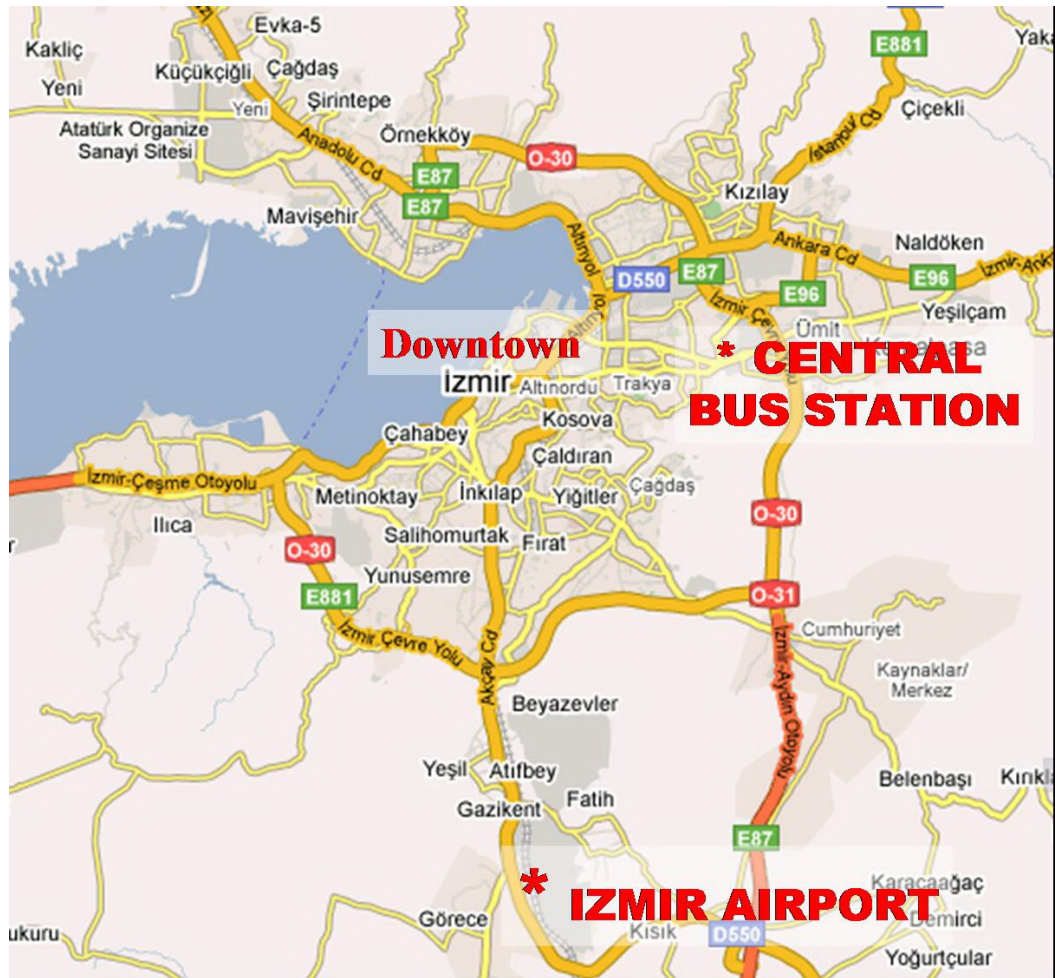 Evka-5
Kakliç
Küçükçiğli
Çağdaş
E881
Yeni
Yeni
Şirintepe
Atatürk Organize
Sanayi Sitesi
Anadolu Cd
Örnekköy
O-30
İstanbul Cd
Çiçekli
E87
E87
Kızılay
Mavişehir
Altınyol
Ankara Cd
Naldöken
D550
E87
E96
E96
Yeşilçam
Ümit
Downtown
* CENTRAL
BUS STATION
İzmir
Altınordu
Trakya
Kosova
Çahabey
Çaldıran
İzmir-Çeşme Otoyolu
Metinoktay
İnkılap
Yiğitler
Çağdaş
Ilıca
Salihomurtak
Fırat
O-30
O-30
Yunusemre
E881
O-31
İzmir Çevre Yolu
Akçay Cd
Cumhuriyet
İzmir-Aydın Otoyolu
Kaynaklar/
Merkez
Beyazevler
Yeşil
Atıfbey
Gazikent
Fatih
Belenbaşı
E87
* IZMIR AIRPORT
Karacaağaç
Görece
Kısık
D550
Demirci
Yoğurtçular